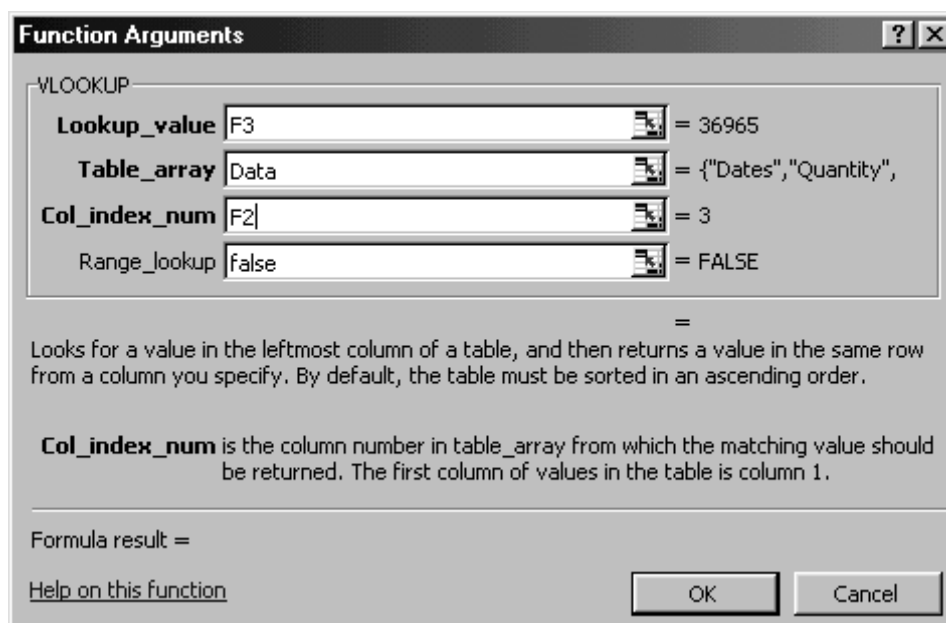 Function Arguments
VLOOKUP
Lookup_value F3 = 36965
Table_array Data = {"Dates","Quantity",
Col_index_num F2 = 3
Range_lookup false = FALSE
=
Looks for a value in the leftmost column of a table, and then returns a value in the same row
from a column you specify. By default, the table must be sorted in an ascending order.
Col_index_num is the column number in table_array from which the matching value should
be returned. The first column of values in the table is column 1.
Formula result =
Help on this function OK Cancel